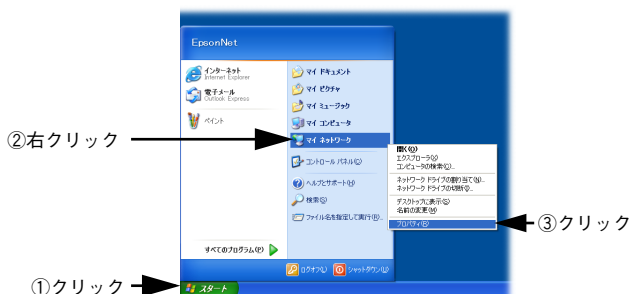 EpsonNet
インターネット
Internet Explorer
電子メール
Outlook Express
ペイント
すべてのプログラム(P)
マイ ドキュメント
マイ ピクチャ
マイ ミュージック
マイ コンピュータ
マイ ネットワーク
コントロール パネル(C)
ヘルプとサポート(H)
検索(S)
ファイル名を指定して実行(R)...
開く(O)
エクスプローラ(X)
コンピュータの検索(C)...
ネットワーク ドライブの割り当て(N)...
ネットワーク ドライブの切断(I)...
デスクトップに表示(S)
名前の変更(M)
プロパティ(R)
ログオフ(L)
シャットダウン(U)
スタート
②右クリック
③クリック
①クリック